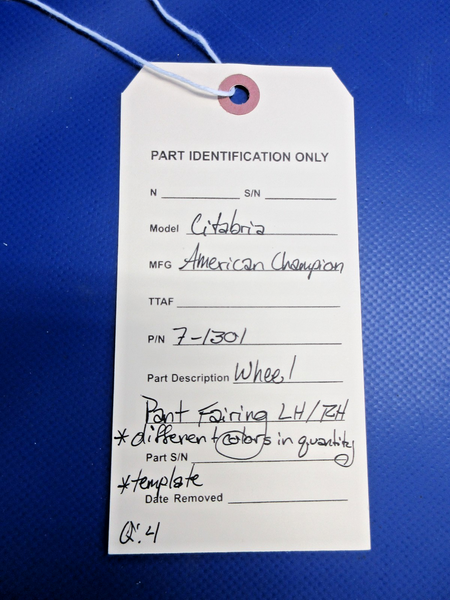 PART IDENTIFICATION ONLY
N S/N
Model Citabria
MFG American Champion
TTAF
P/N 7-1301
Part Description Wheel
Pant Fairing LH/RH
*different colors in quantity
Part S/N
*template
Date Removed
Q:4